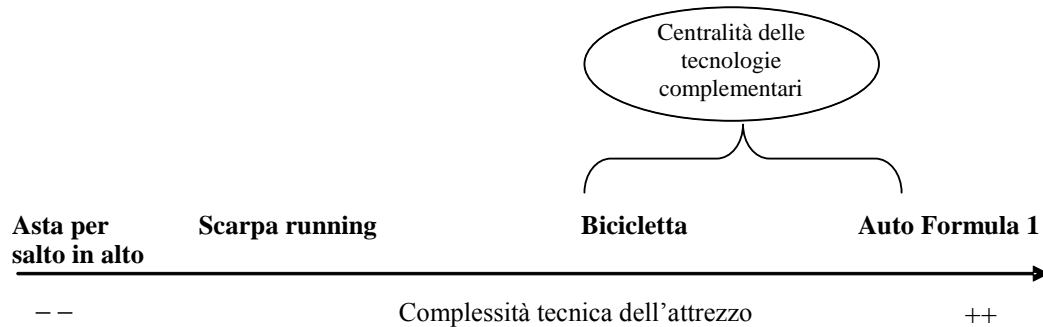 Centralità delle
tecnologie
complementari
Asta per
salto in alto
Scarpa running
Bicicletta
Auto Formula 1
– –
Complessità tecnica dell’attrezzo
++